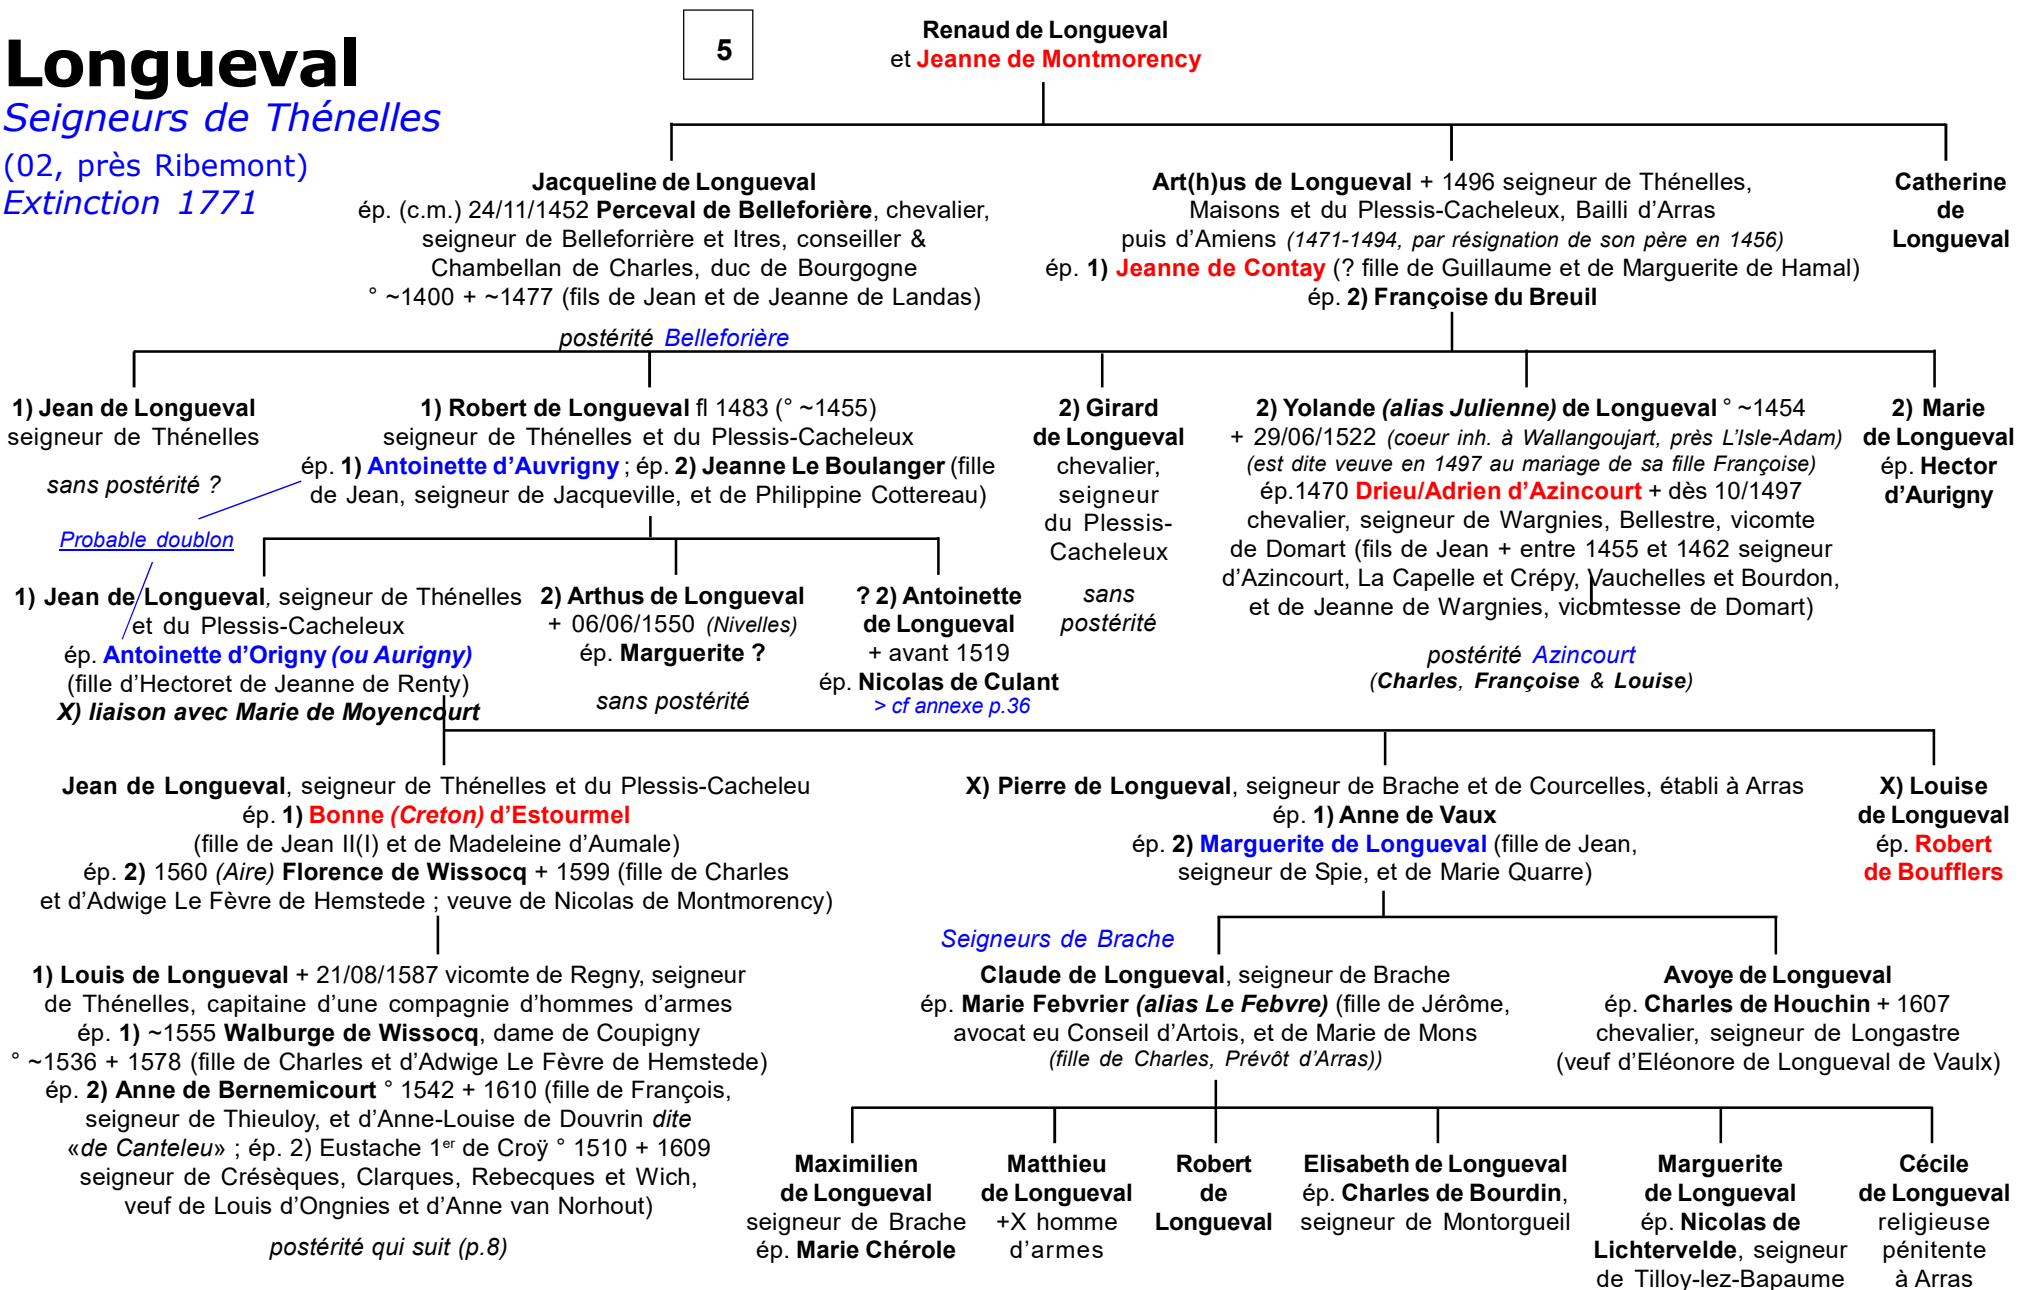 Longueval
Seigneurs de Thénelles
(02, près Ribemont)
Extinction 1771
5
Renaud de Longueval
et Jeanne de Montmorency
Jacqueline de Longueval
ép. (c.m.) 24/11/1452 Perceval de Belleforière, chevalier,
seigneur de Belleforrière et Itres, conseiller &
Chambellan de Charles, duc de Bourgogne
° ~1400 + ~1477 (fils de Jean et de Jeanne de Landas)
postérité Belleforière
Art(h)us de Longueval + 1496 seigneur de Thénelles,
Maisons et du Plessis-Cacheleux, Bailli d'Arras
puis d'Amiens (1471-1494, par résignation de son père en 1456)
ép. 1) Jeanne de Contay (? fille de Guillaume et de Marguerite de Hamal)
ép. 2) Françoise du Breuil
Catherine
de
Longueval
1) Jean de Longueval
seigneur de Thénelles
sans postérité ?
1) Robert de Longueval fl 1483 (° ~1455)
seigneur de Thénelles et du Plessis-Cacheleux
ép. 1) Antoinette d'Auvrigny ; ép. 2) Jeanne Le Boulanger (fille
de Jean, seigneur de Jacqueville, et de Philippine Cottereau)
2) Girard
de Longueval
chevalier,
seigneur
du Plessis-
Cacheleux
sans
postérité
2) Yolande (alias Julienne) de Longueval ° ~1454
+ 29/06/1522 (coeur inh. à Wallangoujart, près L'Isle-Adam)
(est dite veuve en 1497 au mariage de sa fille Françoise)
ép.1470 Drieu/Adrien d'Azincourt + dès 10/1497
chevalier, seigneur de Wargnies, Bellestre, vicomte
de Domart (fils de Jean + entre 1455 et 1462 seigneur
d'Azincourt, La Capelle et Crépy, Vauchelles et Bourdon,
et de Jeanne de Wargnies, vicomtesse de Domart)
postérité Azincourt
(Charles, Françoise & Louise)
2) Marie
de Longueval
ép. Hector
d'Aurigny
Probable doublon
1) Jean de Longueval, seigneur de Thénelles
et du Plessis-Cacheleux
ép. Antoinette d'Origny (ou Aurigny)
(fille d'Hectoret de Jeanne de Renty)
X) liaison avec Marie de Moyencourt
2) Arthus de Longueval
+ 06/06/1550 (Nivelles)
ép. Marguerite ?
sans postérité
? 2) Antoinette
de Longueval
+ avant 1519
ép. Nicolas de Culant
> cf annexe p.36
Jean de Longueval, seigneur de Thénelles et du Plessis-Cacheleu
ép. 1) Bonne (Creton) d'Estourmel
(fille de Jean II(I) et de Madeleine d'Aumale)
ép. 2) 1560 (Aire) Florence de Wissocq + 1599 (fille de Charles
et d'Adwige Le Fèvre de Hemstede ; veuve de Nicolas de Montmorency)
X) Pierre de Longueval, seigneur de Brache et de Courcelles, établi à Arras
ép. 1) Anne de Vaux
ép. 2) Marguerite de Longueval (fille de Jean,
seigneur de Spie, et de Marie Quarre)
X) Louise
de Longueval
ép. Robert
de Boufflers
1) Louis de Longueval + 21/08/1587 vicomte de Regny, seigneur
de Thénelles, capitaine d'une compagnie d'hommes d'armes
ép. 1) ~1555 Walburge de Wissocq, dame de Coupigny
° ~1536 + 1578 (fille de Charles et d'Adwige Le Fèvre de Hemstede)
ép. 2) Anne de Bernemicourt ° 1542 + 1610 (fille de François,
seigneur de Thieuloy, et d'Anne-Louise de Douvrin dite
«de Canteleu» ; ép. 2) Eustache 1er de Croÿ ° 1510 + 1609
seigneur de Crésèques, Clarques, Rebecques et Wich,
veuf de Louis d'Ongnies et d'Anne van Norhout)
postérité qui suit (p.8)
Seigneurs de Brache
Claude de Longueval, seigneur de Brache
ép. Marie Febvrier (alias Le Febvre) (fille de Jérôme,
avocat eu Conseil d'Artois, et de Marie de Mons
(fille de Charles, Prévôt d'Arras))
Avoye de Longueval
ép. Charles de Houchin + 1607
chevalier, seigneur de Longastre
(veuf d'Eléonore de Longueval de Vaulx)
Maximilien
de Longueval
seigneur de Brache
ép. Marie Chérole
Matthieu
de Longueval
+X homme
d'armes
Robert
de
Longueval
Elisabeth de Longueval
ép. Charles de Bourdin,
seigneur de Montorgueil
Marguerite
de Longueval
ép. Nicolas de
Lichtervelde, seigneur
de Tilloy-lez-Bapaume
Cécile
de Longueval
religieuse
pénitente
à Arras